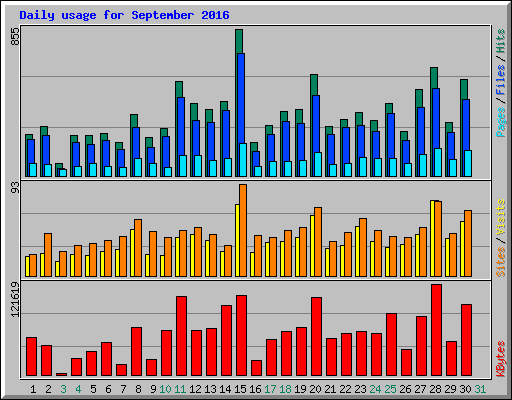 Daily usage for September 2016
855
Pages / Files / Hits
93
Sites / Visits
121619
KBytes
1 2 3 4 5 6 7 8 9 10 11 12 13 14 15 16 17 18 19 20 21 22 23 24 25 26 27 28 29 30 31